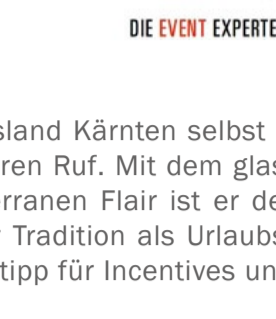 DIE EVENT EXPERTE
sland Kärnten selbst
ren Ruf. Mit dem glas
rranen Flair ist er de
r Tradition als Urlaubs
tipp für Incentives un